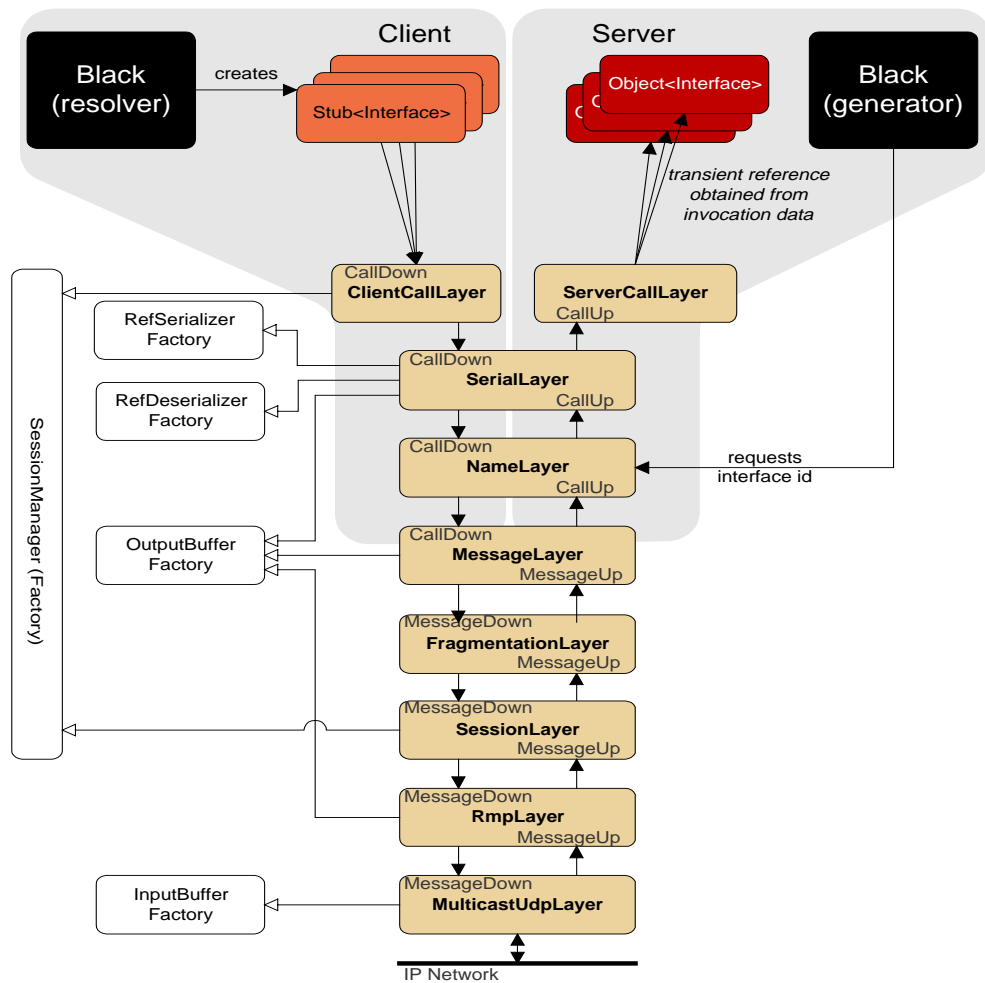 Client
Server
Black
(resolver)
creates
Stub<Interface>
Object<Interface>
Black
(generator)
transient reference
obtained from
invocation data
CallDown
ClientCallLayer
ServerCallLayer
CallUp
RefSerializer
Factory
CallDown
SerialLayer
CallUp
RefDeserializer
Factory
CallDown
NameLayer
CallUp
requests
interface id
SessionManager (Factory)
OutputBuffer
Factory
CallDown
MessageLayer
MessageUp
MessageDown
FragmentationLayer
MessageUp
MessageDown
SessionLayer
MessageUp
MessageDown
RmpLayer
MessageUp
InputBuffer
Factory
MessageDown
MulticastUdpLayer
IP Network